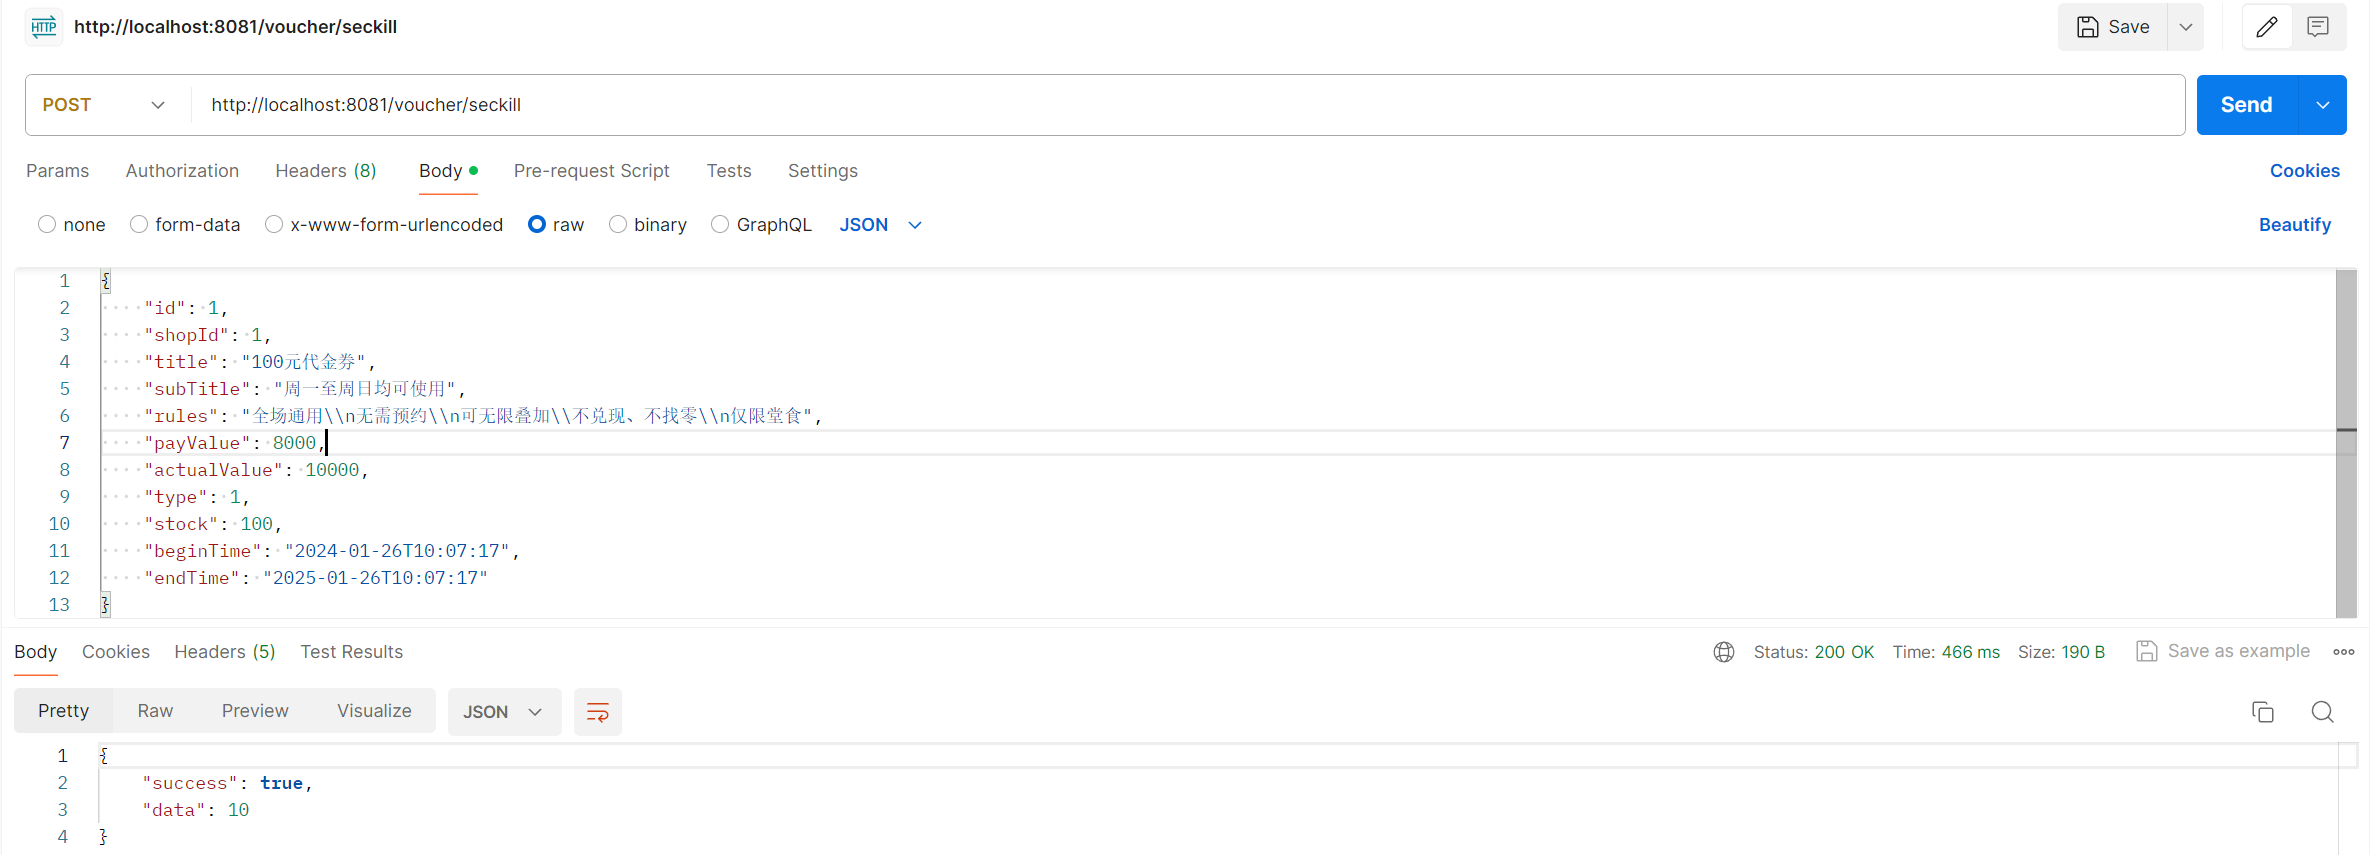 HTTP http://localhost:8081/voucher/seckill Save
POST http://localhost:8081/voucher/seckill Send
Params Authorization Headers (8) Body Pre-request Script Tests Settings Cookies
none form-data x-www-form-urlencoded raw binary GraphQL JSON Beautify
1 {
2 "id": 1,
3 "shopId": 1,
4 "title": "100元代金券",
5 "subTitle": "周一至周日均可使用",
6 "rules": "全场通用\\n无需预约\\n可无限叠加\\不兑现、不找零\\n仅限堂食",
7 "payValue": 8000,
8 "actualValue": 10000,
9 "type": 1,
10 "stock": 100,
11 "beginTime": "2024-01-26T10:07:17",
12 "endTime": "2025-01-26T10:07:17"
13 }
Body Cookies Headers (5) Test Results Status: 200 OK Time: 466 ms Size: 190 B Save as example
Pretty Raw Preview Visualize JSON
1 {
2 "success": true,
3 "data": 10
4 }